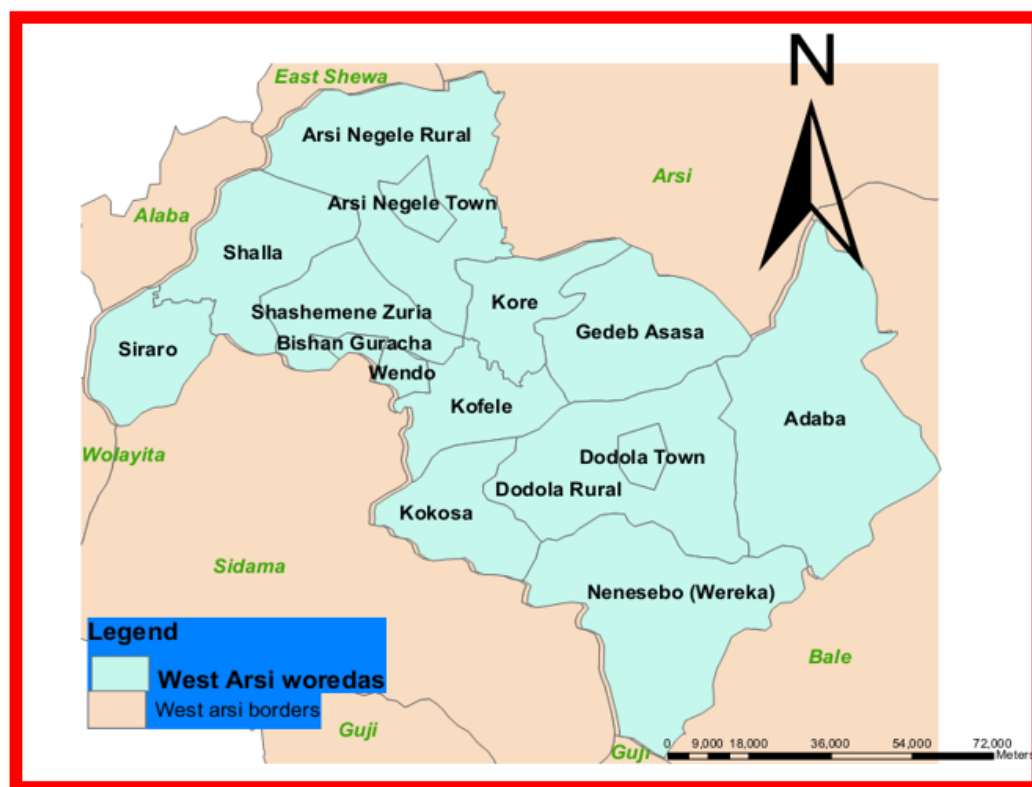 N
East Shewa
Arsi Negele Rural
Arsi
Arsi Negele Town
Alaba
Shalla
Kore
Shashemene Zuria
Gedeb Asasa
Bishan Guracha
Siraro
Wendo
Kofele
Adaba
Wolayita
Dodola Town
Dodola Rural
Kokosa
Sidama
Nenesebo (Wereka)
Legend
West Arsi woredas
West arsi borders
Bale
Guji
Guji
0 9,000 18,000 36,000 54,000 72,000
Meters